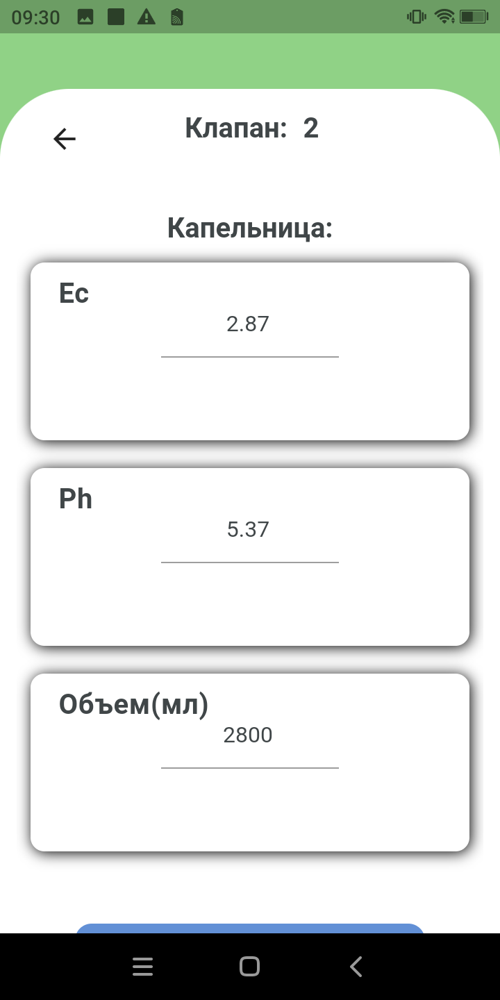 09:30
Клапан: 2
Капельница:
Ec
2.87
Ph
5.37
Объем(мл)
2800